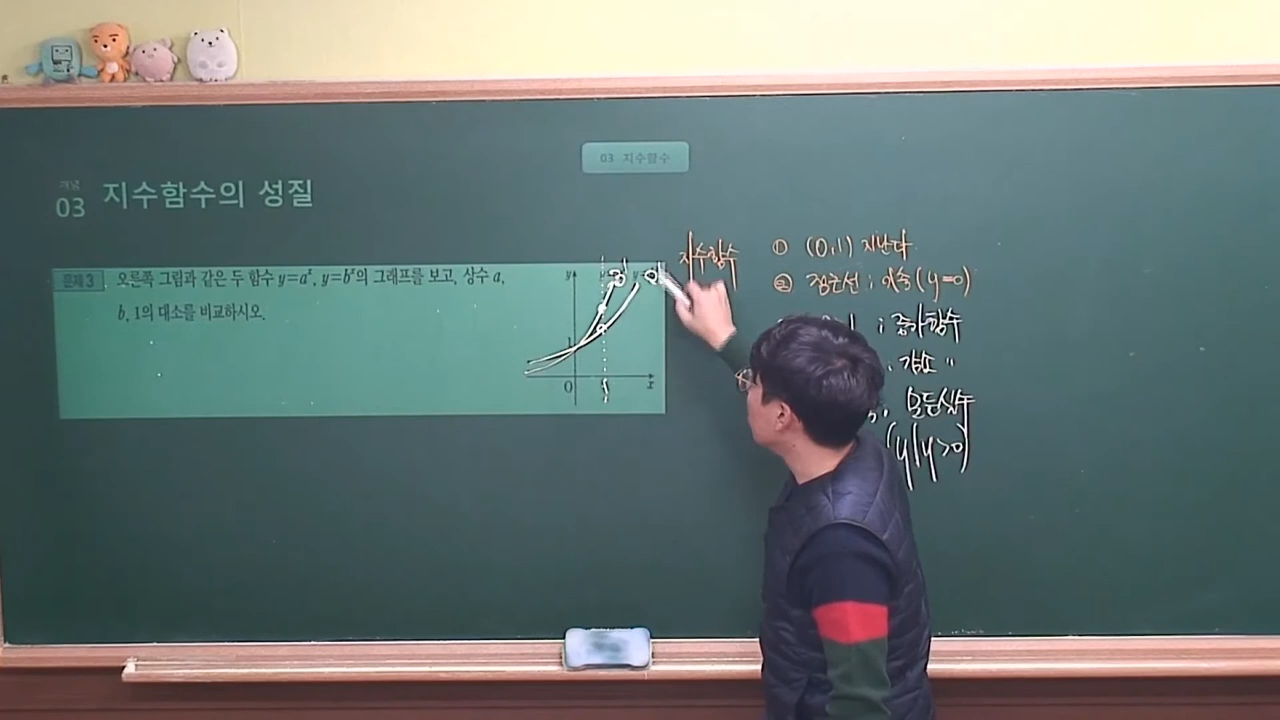 03 지수함수
개념
03 지수함수의 성질
문제 3 오른쪽 그림과 같은 두 함수 y=aˣ, y=bˣ의 그래프를 보고, 상수 a,
b, 1의 대소를 비교하시오.
y
1
O
x
지수함수
① (0,1) 지난다
② 점근선 ; x축 (y=0)
; 증가함수
; 감소 〃
; 모든실수
{y|y>0}